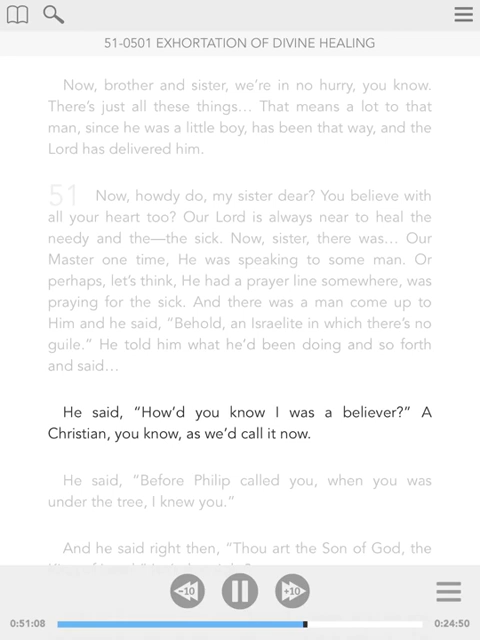 51-0501 EXHORTATION OF DIVINE HEALING
Now, brother and sister, we're in no hurry, you know.
There's just all these things… That means a lot to that
man, since he was a little boy, has been that way, and the
Lord has delivered him.
51 Now, howdy do, my sister dear? You believe with
all your heart too? Our Lord is always near to heal the
needy and the—the sick. Now, sister, there was… Our
Master one time, He was speaking to some man. Or
perhaps, let's think, He had a prayer line somewhere, was
praying for the sick. And there was a man come up to
Him and he said, “Behold, an Israelite in which there's no
guile.” He told him what he'd been doing and so forth
and said…
He said, “How'd you know I was a believer?” A
Christian, you know, as we'd call it now.
He said, “Before Philip called you, when you was
under the tree, I knew you.”
And he said right then, “Thou art the Son of God, the
-10
+10
0:51:08
0:24:50